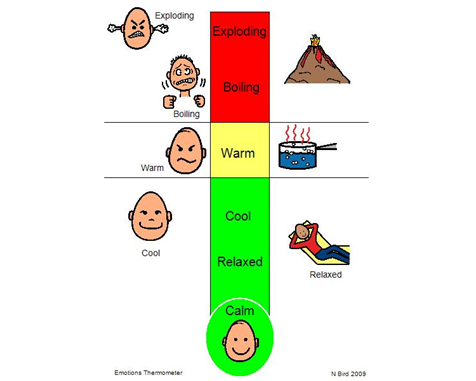 Exploding
Exploding
Boiling
Boiling
Warm
Warm
Cool
Cool
Relaxed
Relaxed
Calm
Emotions Thermometer
N Bird 2009